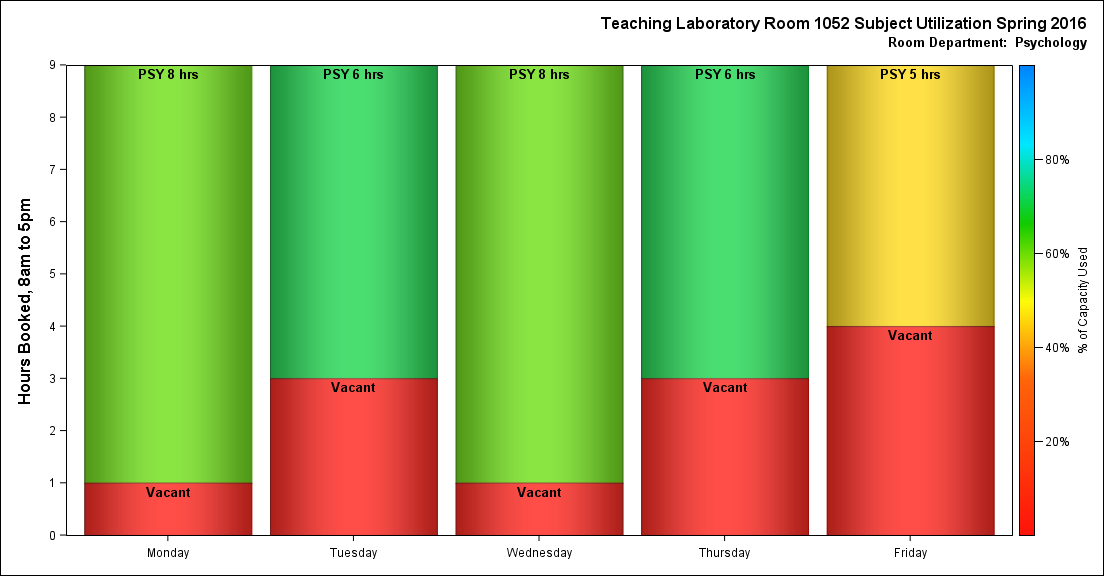 Teaching Laboratory Room 1052 Subject Utilization Spring 2016
Room Department:  Psychology
Hours Booked, 8am to 5pm
9
8
7
6
5
4
3
2
1
0
PSY 8 hrs
PSY 6 hrs
PSY 8 hrs
PSY 6 hrs
PSY 5 hrs
Vacant
Vacant
Vacant
Vacant
Vacant
Monday
Tuesday
Wednesday
Thursday
Friday
80%
60%
40%
20%
% of Capacity Used